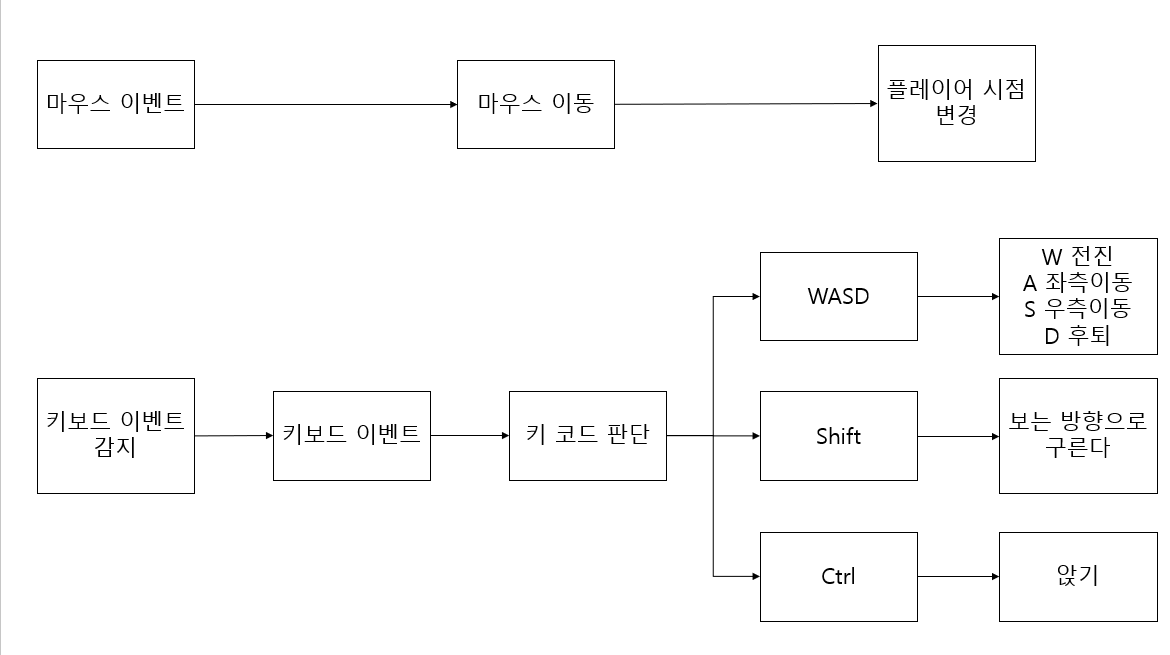 마우스 이벤트
마우스 이동
플레이어 시점
변경
키보드 이벤트
감지
키보드 이벤트
키 코드 판단
WASD
W 전진
A 좌측이동
S 우측이동
D 후퇴
Shift
보는 방향으로
구른다
Ctrl
앉기